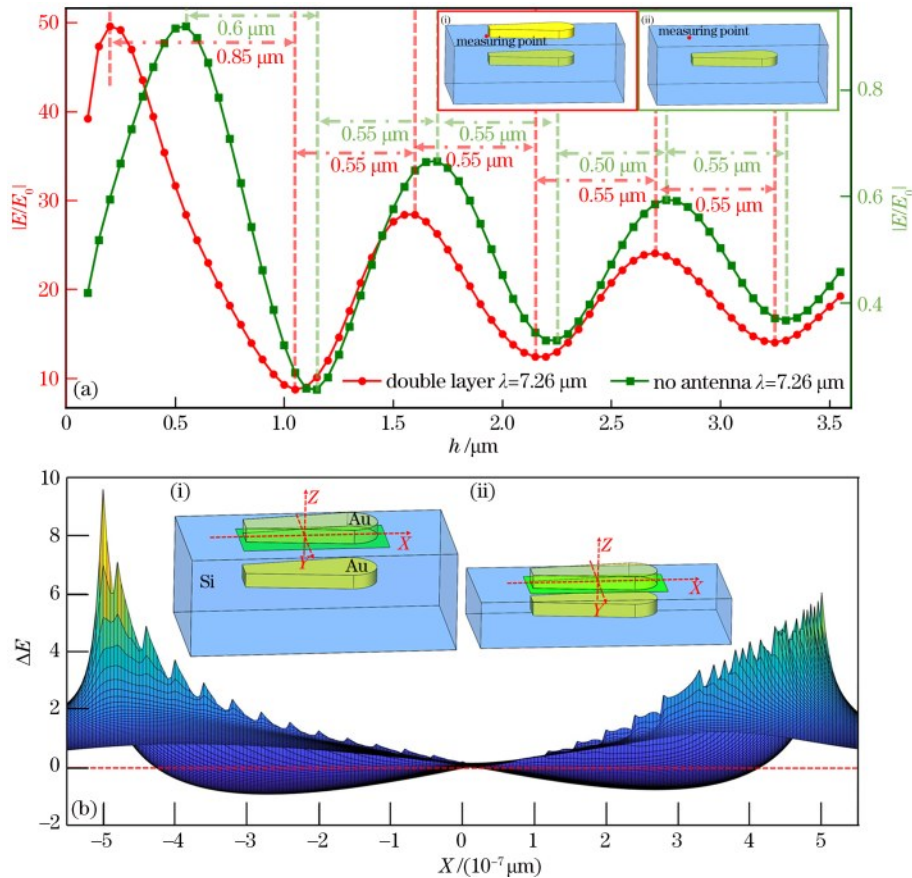 50
40
30
20
10
|E/E₀|
0.8
0.6
0.4
|E/E₀|
0.6 μm
0.85 μm
0.55 μm
0.55 μm
0.55 μm
0.55 μm
0.50 μm
0.55 μm
0.55 μm
0.55 μm
(i)
measuring point
(ii)
measuring point
(a)
double layer λ=7.26 μm
no antenna λ=7.26 μm
0 0.5 1.0 1.5 2.0 2.5 3.0 3.5
h/μm
10
8
6
4
2
0
−2
ΔE
(i)
Z
Au
X
Y
Si
Au
(ii)
Z
X
Y
(b)
−5 −4 −3 −2 −1 0 1 2 3 4 5
X/(10⁻⁷ μm)